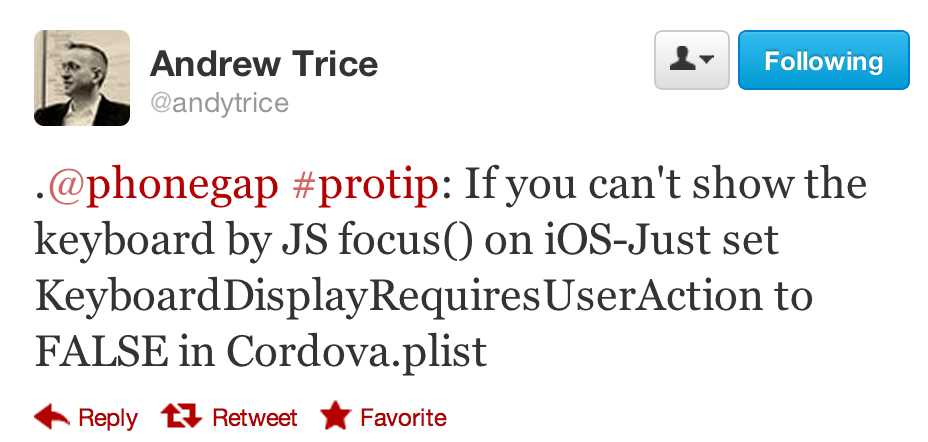 Andrew Trice
Following
@andytrice
.@phonegap #protip: If you can't show the
keyboard by JS focus() on iOS-Just set
KeyboardDisplayRequiresUserAction to
FALSE in Cordova.plist
Reply Retweet Favorite